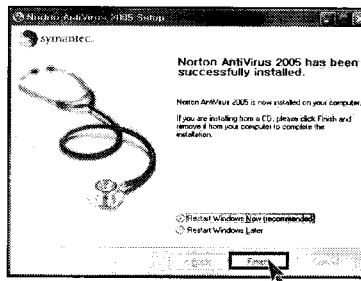 Norton AntiVirus 2005 Setup
symantec.
Norton AntiVirus 2005 has been
successfully installed.
Norton AntiVirus 2005 is now installed on your computer.
If you are installing from a CD, please click Finish and
remove it from your computer to complete the
installation.
Restart Windows Now (recommended)
Restart Windows Later
< Back
Finish
Cancel